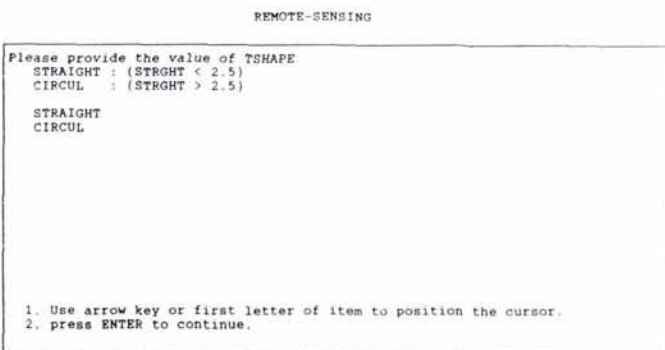 REMOTE-SENSING
Please provide the value of TSHAPE
STRAIGHT : (STRGHT < 2.5)
CIRCUL : (STRGHT > 2.5)
STRAIGHT
CIRCUL
1. Use arrow key or first letter of item to position the cursor.
2. press ENTER to continue.